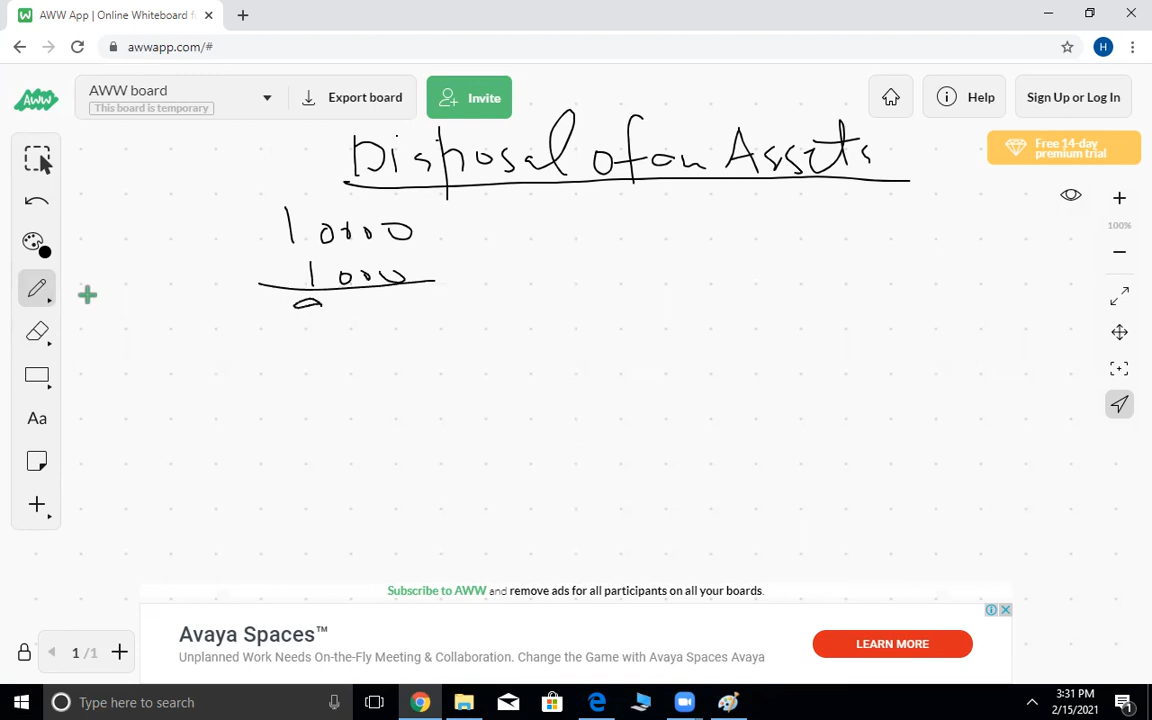 AWW App | Online Whiteboard f
awwapp.com/#
H
AWW
AWW board
This board is temporary
Export board
Invite
Help
Sign Up or Log In
Free 14-day
premium trial
Disposal of an Assets
10000
1000
100%
Aa
Subscribe to AWW and remove ads for all participants on all your boards.
Avaya Spaces™
Unplanned Work Needs On-the-Fly Meeting & Collaboration. Change the Game with Avaya Spaces Avaya
LEARN MORE
1 / 1
Type here to search
3:31 PM
2/15/2021
1